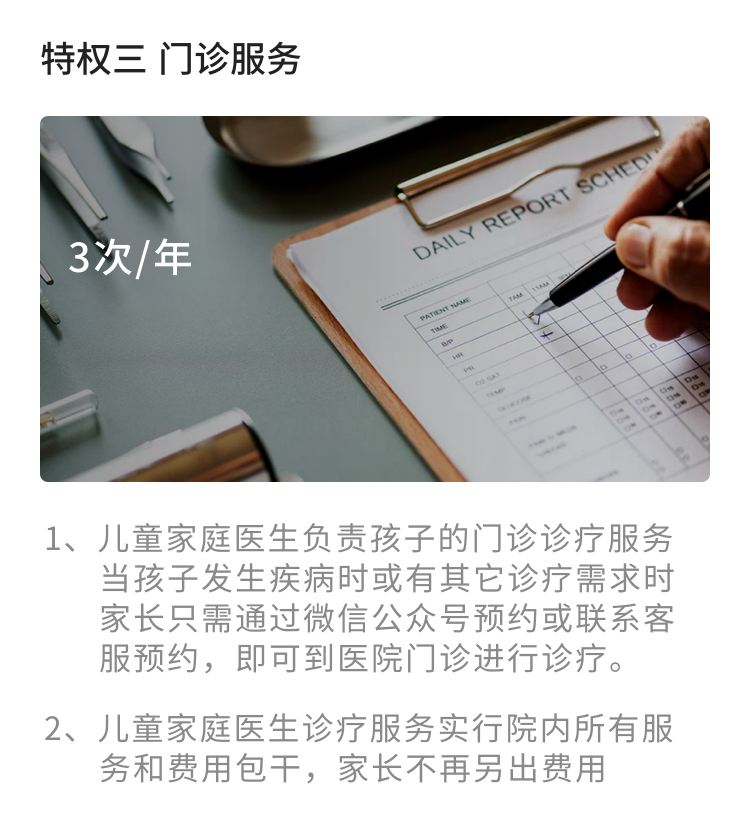 特权三 门诊服务
3次/年
DAILY REPORT SCHEDU
PATIENT NAME
7AM
11AM
TIME
B/P
HR
PR
O2 SAT
TEMP
GLUCOSE
PAIN
1、儿童家庭医生负责孩子的门诊诊疗服务
当孩子发生疾病时或有其它诊疗需求时
家长只需通过微信公众号预约或联系客
服预约，即可到医院门诊进行诊疗。
2、儿童家庭医生诊疗服务实行院内所有服
务和费用包干，家长不再另出费用